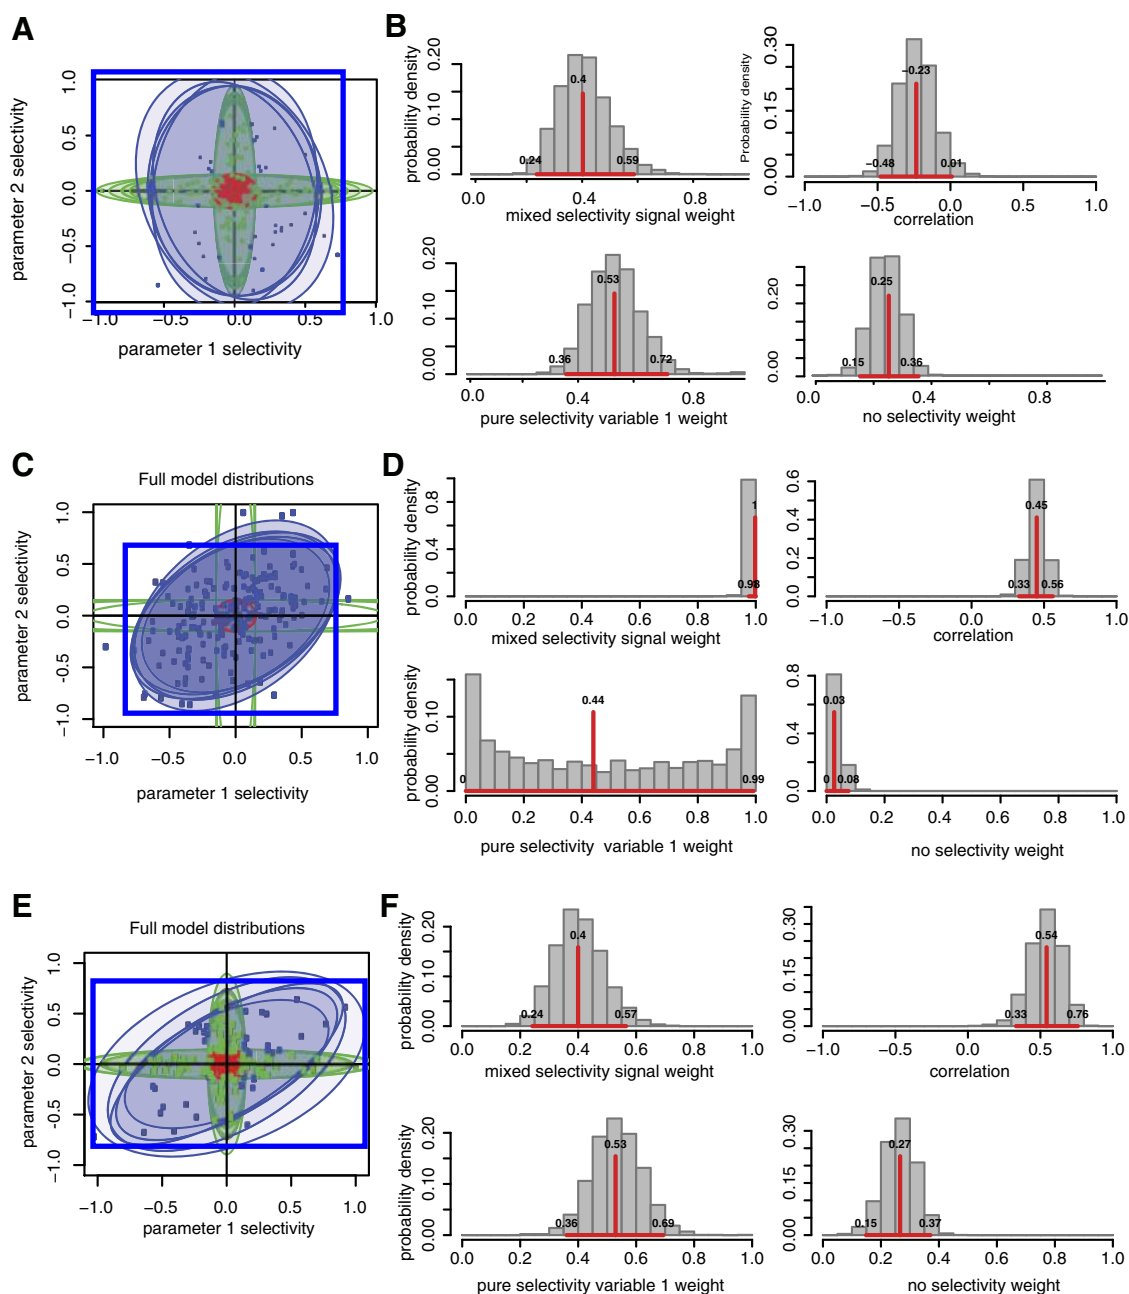 A
1.0
0.5
0.0
−0.5
−1.0
parameter 2 selectivity
−1.0 −0.5 0.0 0.5 1.0
parameter 1 selectivity
B
probability density
0.20
0.10
0.00
0.4
0.24 0.59
0.0 0.4 0.8
mixed selectivity signal weight
Probability density
0.30
0.15
0.00
−0.23
−0.48 0.01
−1.0 −0.5 0.0 0.5 1.0
correlation
0.20
0.10
0.00
0.53
0.36 0.72
0.0 0.4 0.8
pure selectivity variable 1 weight
0.20
0.00
0.25
0.15 0.36
0.0 0.4 0.8
no selectivity weight
C
Full model distributions
1.0
0.5
0.0
−0.5
−1.0
parameter 2 selectivity
−1.0 −0.5 0.0 0.5 1.0
parameter 1 selectivity
D
probability density
0.8
0.4
0.0
1
0.98
0.0 0.2 0.4 0.6 0.8 1.0
mixed selectivity signal weight
0.6
0.4
0.2
0.0
0.45
0.33 0.56
−1.0 −0.5 0.0 0.5 1.0
correlation
probability density
0.10
0.00
0.44
0 0.99
0.0 0.2 0.4 0.6 0.8 1.0
pure selectivity variable 1 weight
0.8
0.4
0.0
0.03
0 0.08
0.0 0.2 0.4 0.6 0.8 1.0
no selectivity weight
E
Full model distributions
1.0
0.5
0.0
−0.5
−1.0
parameter 2 selectivity
−1.0 −0.5 0.0 0.5 1.0
parameter 1 selectivity
F
probability density
0.20
0.10
0.00
0.4
0.24 0.57
0.0 0.2 0.4 0.6 0.8 1.0
mixed selectivity signal weight
0.30
0.15
0.00
0.54
0.33 0.76
−1.0 −0.5 0.0 0.5 1.0
correlation
probability density
0.20
0.10
0.00
0.53
0.36 0.69
0.0 0.2 0.4 0.6 0.8 1.0
pure selectivity variable 1 weight
0.30
0.15
0.00
0.27
0.15 0.37
0.0 0.2 0.4 0.6 0.8 1.0
no selectivity weight